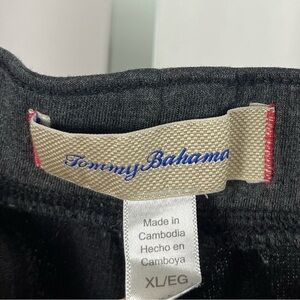 Tommy Bahama
Made in
Cambodia
Hecho en
Camboya
XL/EG